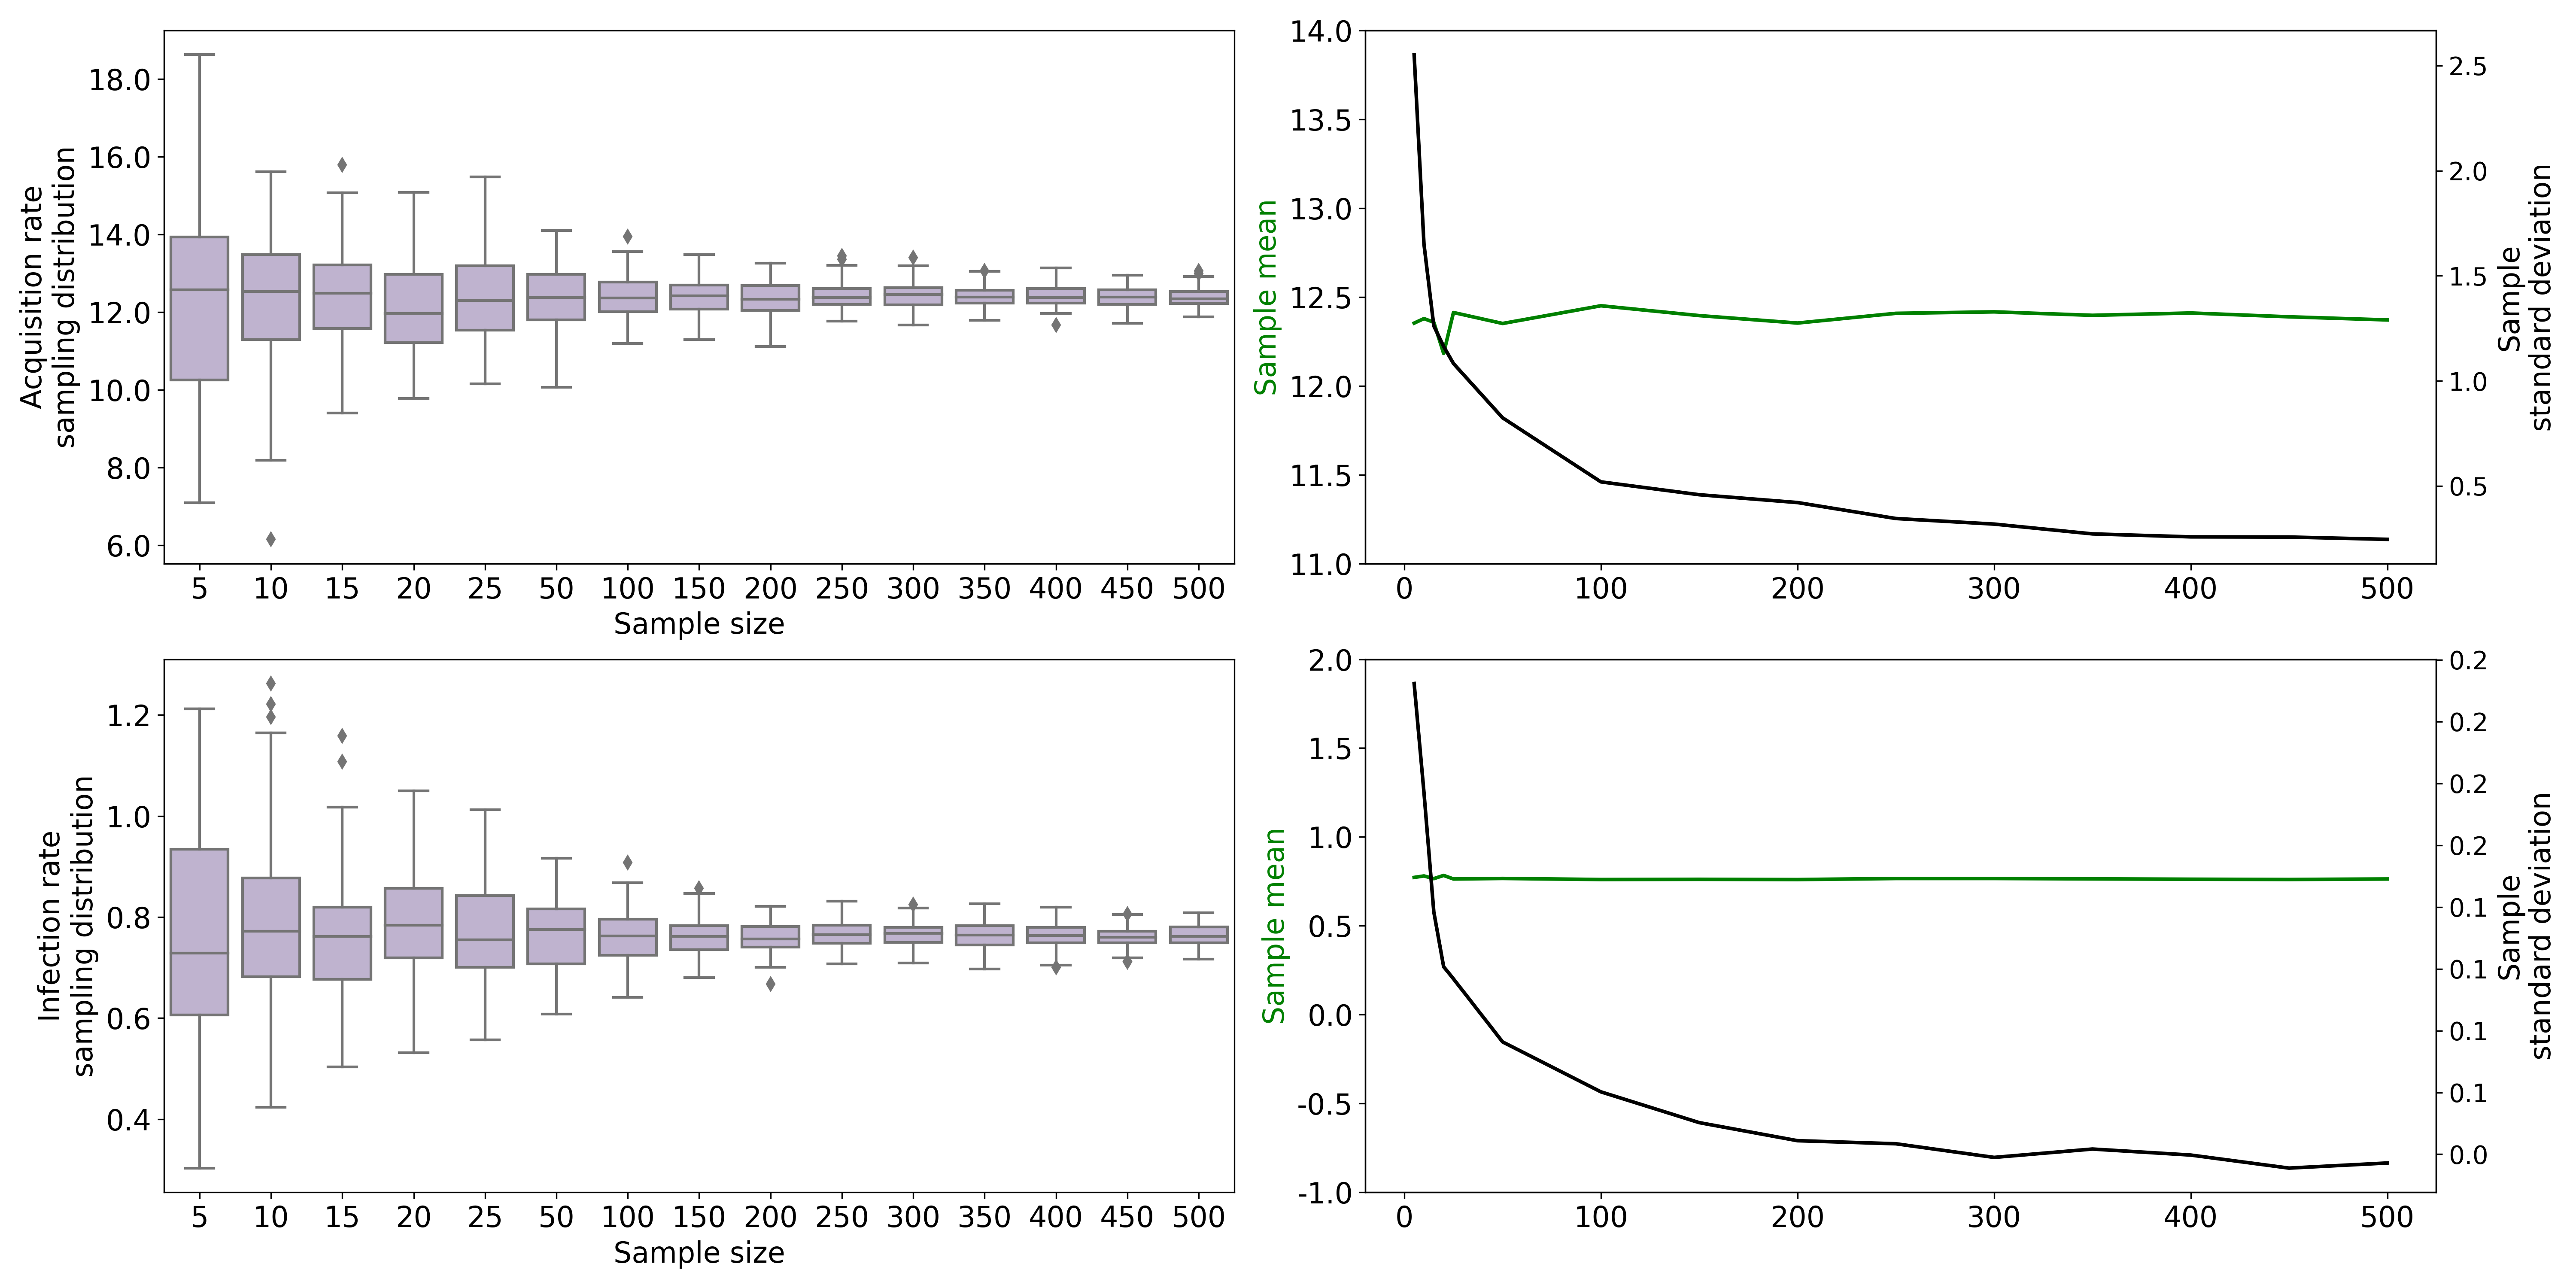 Acquisition rate
sampling distribution
18.0
16.0
14.0
12.0
10.0
8.0
6.0
5 10 15 20 25 50 100 150 200 250 300 350 400 450 500
Sample size
Sample mean
14.0
13.5
13.0
12.5
12.0
11.5
11.0
0 100 200 300 400 500
2.5
2.0
1.5
1.0
0.5
Sample
standard deviation
Infection rate
sampling distribution
1.2
1.0
0.8
0.6
0.4
5 10 15 20 25 50 100 150 200 250 300 350 400 450 500
Sample size
Sample mean
2.0
1.5
1.0
0.5
0.0
-0.5
-1.0
0 100 200 300 400 500
0.2
0.2
0.2
0.2
0.1
0.1
0.1
0.1
0.0
Sample
standard deviation